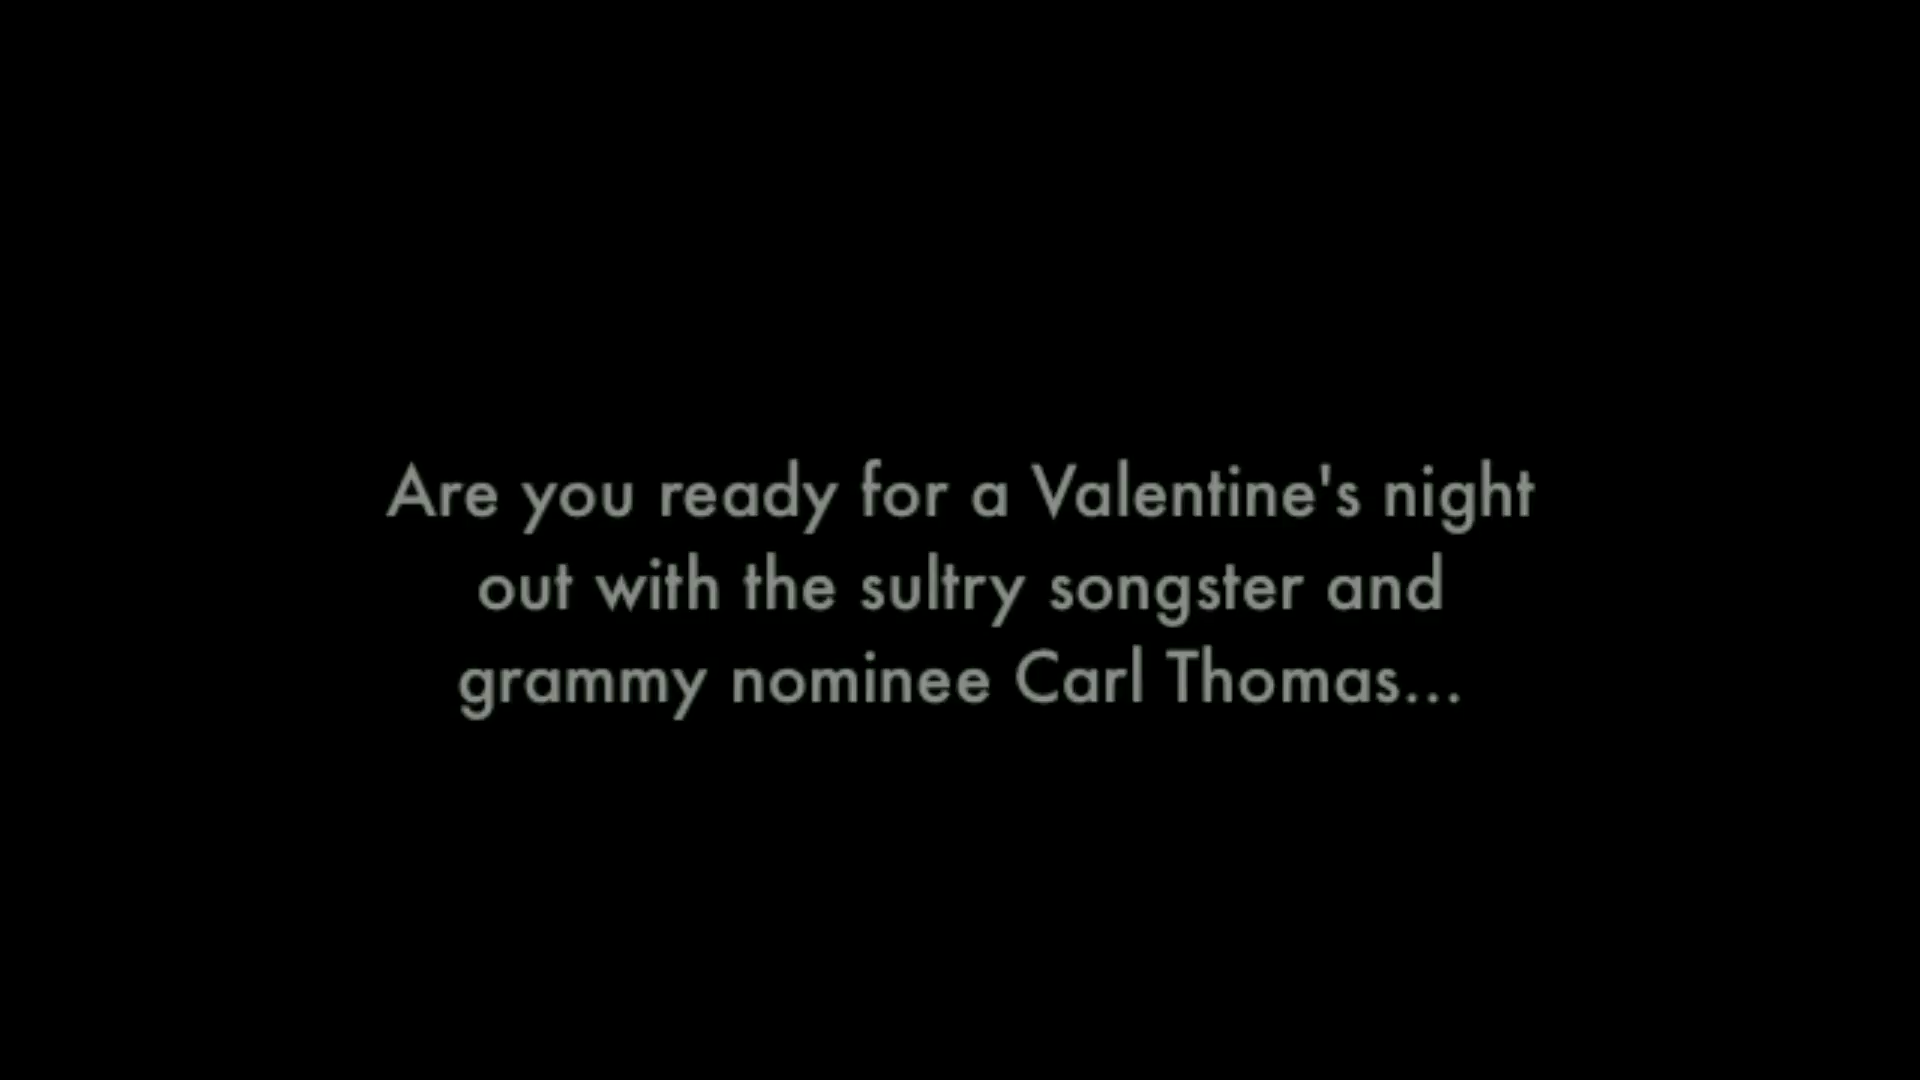 Are you ready for a Valentine's night
out with the sultry songster and
grammy nominee Carl Thomas...